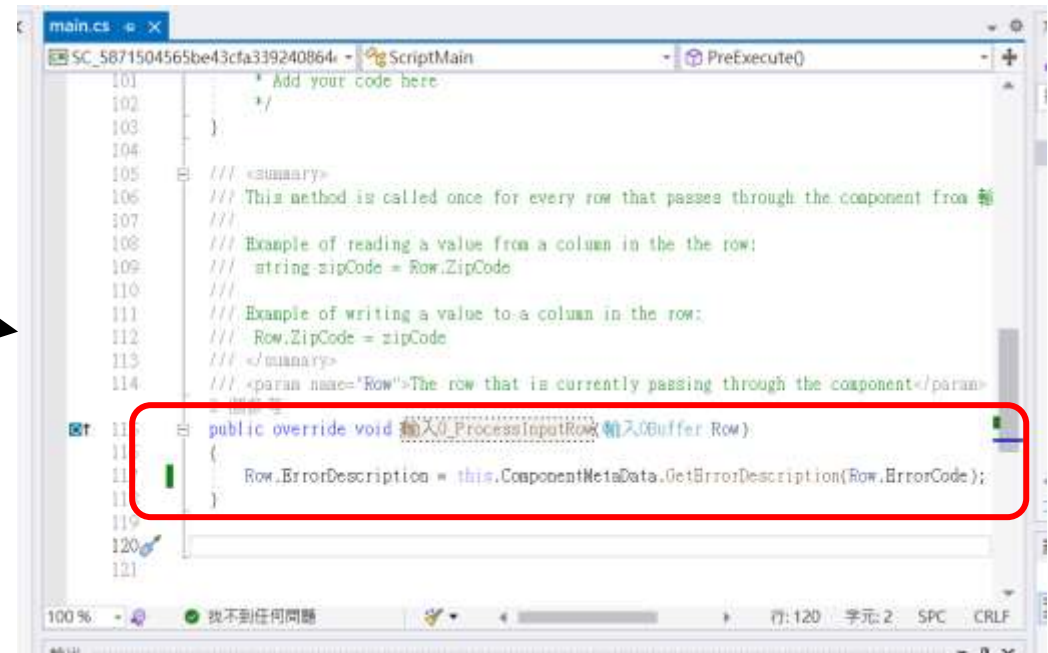 main.cs
SC_5871504565be43cfa339240864 ScriptMain PreExecute()
101 * Add your code here
102 */
103 }
104
105 /// <summary>
106 /// This method is called once for every row that passes through the component from 輸
107 ///
108 /// Example of reading a value from a column in the the row:
109 /// string zipCode = Row.ZipCode
110 ///
111 /// Example of writing a value to a column in the row:
112 /// Row.ZipCode = zipCode
113 /// </summary>
114 /// <param name="Row">The row that is currently passing through the component</param>
115 public override void 輸入0_ProcessInputRow(輸入0Buffer Row)
116 {
117 Row.ErrorDescription = this.ComponentMetaData.GetErrorDescription(Row.ErrorCode);
118 }
119
120
121
100 % 找不到任何問題 行: 120 字元: 2 SPC CRLF